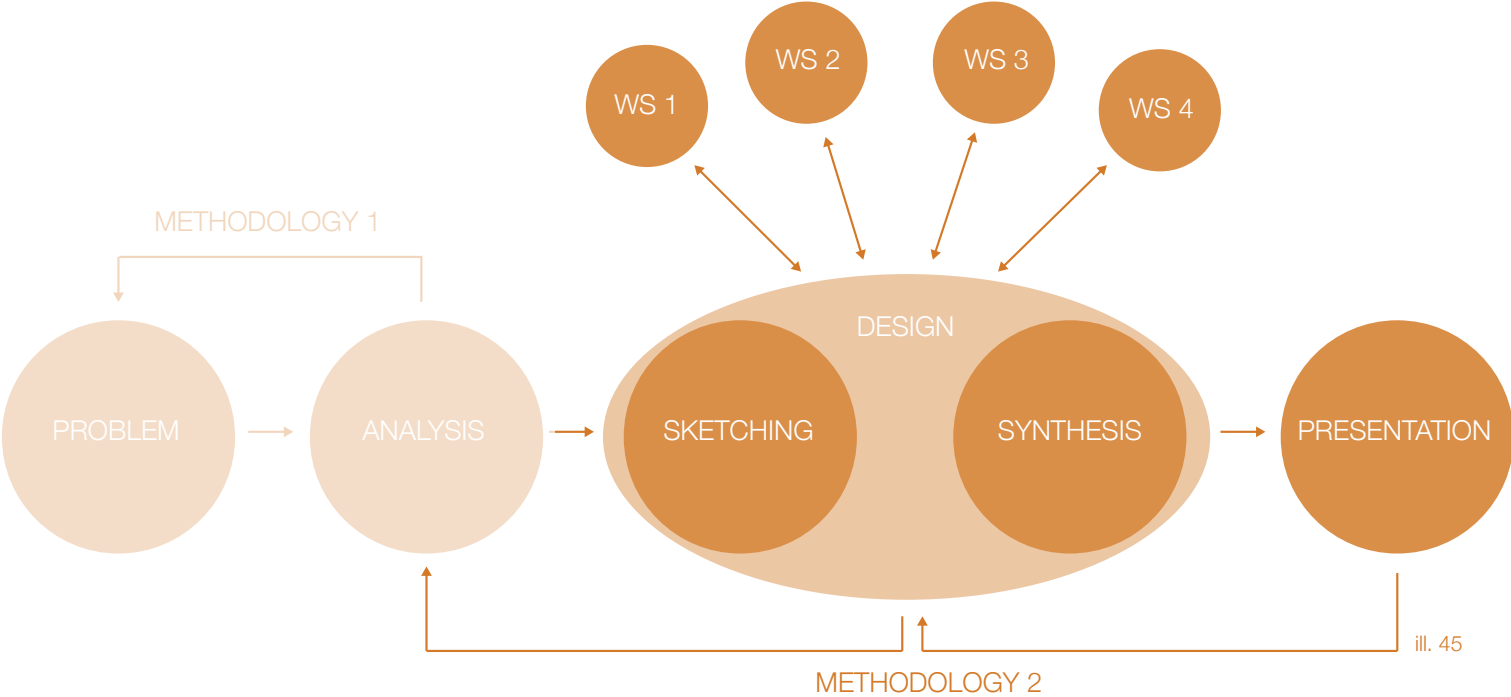 WS 1
WS 2
WS 3
WS 4
METHODOLOGY 1
DESIGN
PROBLEM
ANALYSIS
SKETCHING
SYNTHESIS
PRESENTATION
ill. 45
METHODOLOGY 2